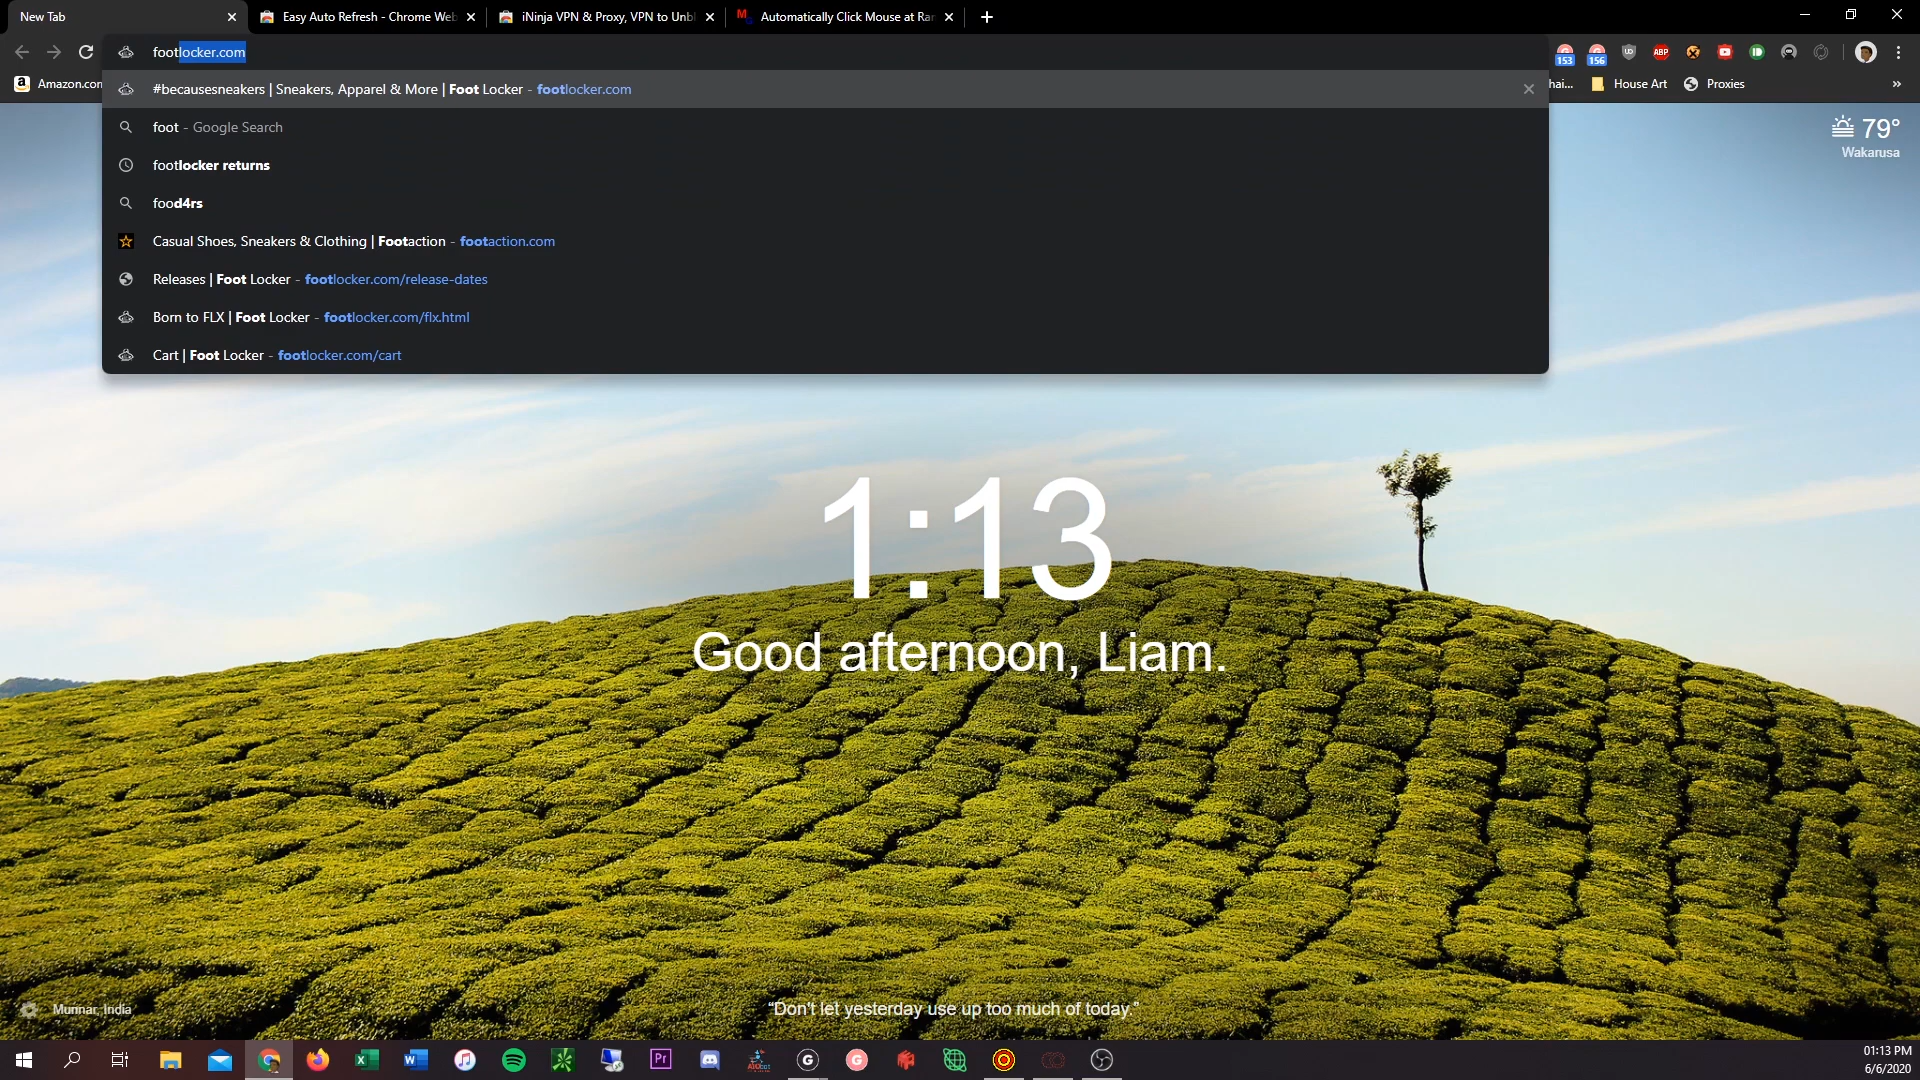 New Tab
Easy Auto Refresh - Chrome Web
iNinja VPN & Proxy, VPN to Unbl
Automatically Click Mouse at Ran
footlocker.com
153
156
ABP
Amazon.com
hai...
House Art
Proxies
»
#becausesneakers | Sneakers, Apparel & More | Foot Locker - footlocker.com
foot - Google Search
footlocker returns
food4rs
Casual Shoes, Sneakers & Clothing | Footaction - footaction.com
Releases | Foot Locker - footlocker.com/release-dates
Born to FLX | Foot Locker - footlocker.com/flx.html
Cart | Foot Locker - footlocker.com/cart
79°
Wakarusa
1:13
Good afternoon, Liam.
Munnar, India
“Don't let yesterday use up too much of today.”
01:13 PM
6/6/2020